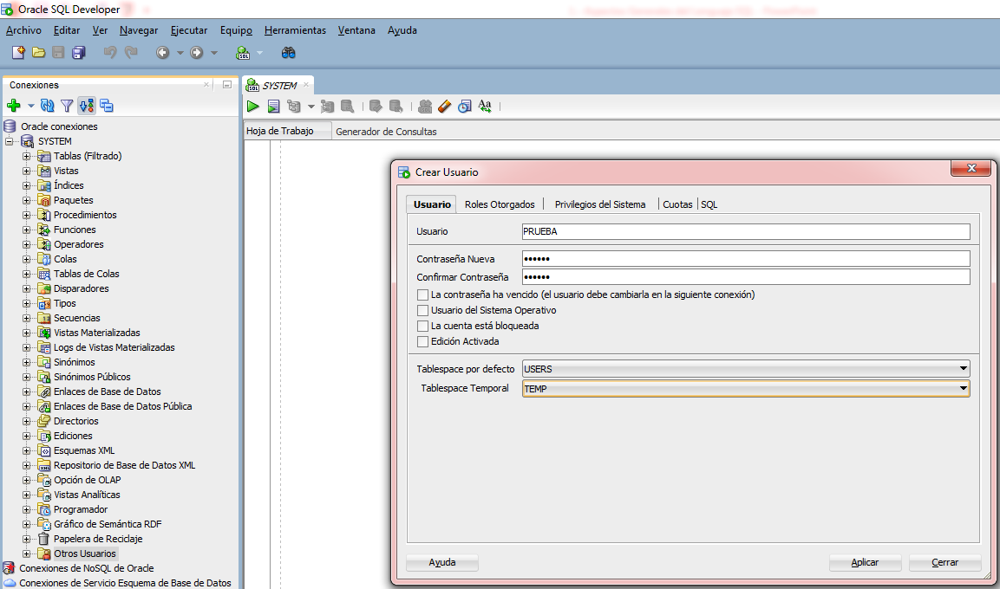 Oracle SQL Developer
Archivo Editar Ver Navegar Ejecutar Equipo Herramientas Ventana Ayuda
Conexiones
SYSTEM
Oracle conexiones
SYSTEM
Tablas (Filtrado)
Vistas
Índices
Paquetes
Procedimientos
Funciones
Operadores
Colas
Tablas de Colas
Disparadores
Tipos
Secuencias
Vistas Materializadas
Logs de Vistas Materializadas
Sinónimos
Sinónimos Públicos
Enlaces de Base de Datos
Enlaces de Base de Datos Pública
Directorios
Ediciones
Esquemas XML
Repositorio de Base de Datos XML
Opción de OLAP
Vistas Analíticas
Programador
Gráfico de Semántica RDF
Papelera de Reciclaje
Otros Usuarios
Conexiones de NoSQL de Oracle
Conexiones de Servicio Esquema de Base de Datos
Hoja de Trabajo Generador de Consultas
Crear Usuario
Usuario Roles Otorgados Privilegios del Sistema Cuotas SQL
Usuario PRUEBA
Contraseña Nueva ••••••
Confirmar Contraseña ••••••
La contraseña ha vencido (el usuario debe cambiarla en la siguiente conexión)
Usuario del Sistema Operativo
La cuenta está bloqueada
Edición Activada
Tablespace por defecto USERS
Tablespace Temporal TEMP
Ayuda Aplicar Cerrar